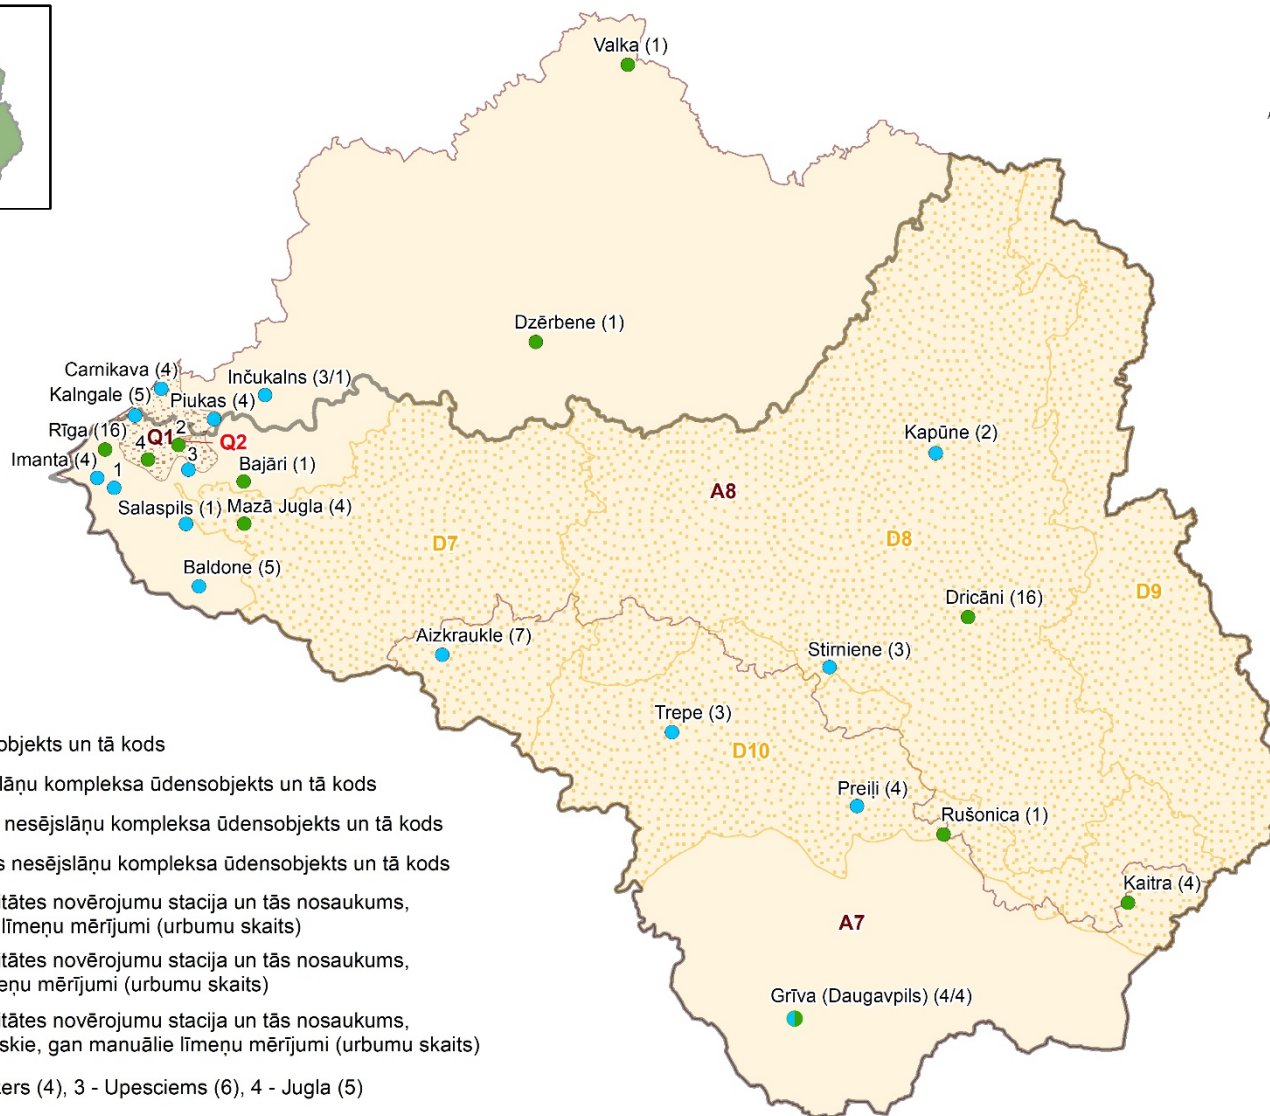 Valka (1)
Dzērbene (1)
Carnikava (4)
Inčukalns (3/1)
Kalngale (5)
Piukas (4)
Rīga (16)
4
Q1
2
Q2
Kapūne (2)
Imanta (4)
1
3
Bajāri (1)
A8
Salaspils (1)
Mazā Jugla (4)
D7
D8
Baldone (5)
D9
Dricāni (16)
Aizkraukle (7)
Stirniene (3)
Trepe (3)
D10
Preiļi (4)
Rušonica (1)
Kaitra (4)
A7
Grīva (Daugavpils) (4/4)
objekts un tā kods
lāņu kompleksa ūdensobjekts un tā kods
nesējslāņu kompleksa ūdensobjekts un tā kods
s nesējslāņu kompleksa ūdensobjekts un tā kods
itātes novērojumu stacija un tās nosaukums,
līmeņu mērījumi (urbumu skaits)
itātes novērojumu stacija un tās nosaukums,
eņu mērījumi (urbumu skaits)
itātes novērojumu stacija un tās nosaukums,
skie, gan manuālie līmeņu mērījumi (urbumu skaits)
ers (4), 3 - Upesciems (6), 4 - Jugla (5)